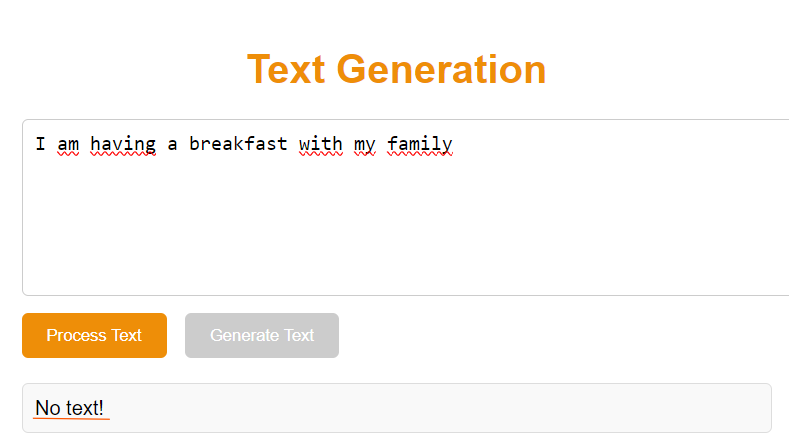 Text Generation
I am having a breakfast with my family
Process Text
Generate Text
No text!